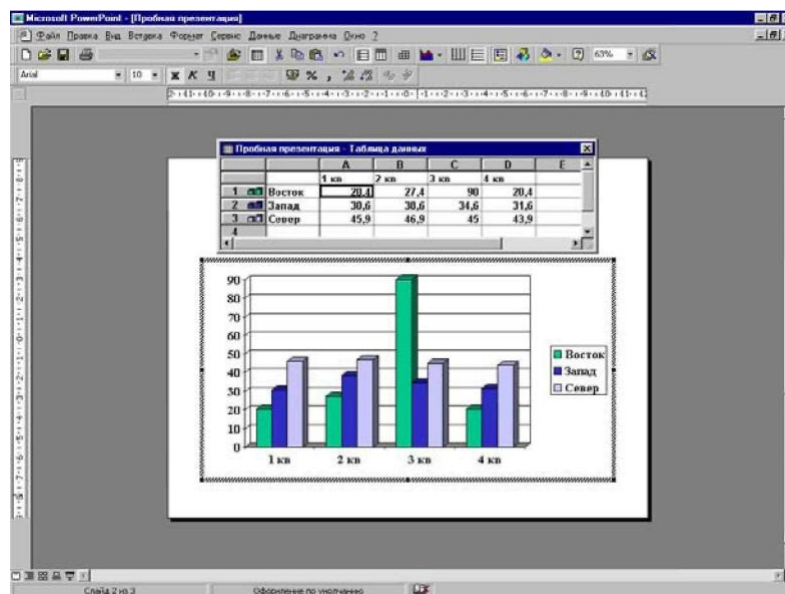 Microsoft PowerPoint - [Пробная презентация]
Файл Правка Вид Вставка Формат Сервис Данные Диаграмма Окно ?
63%
Arial 10 Ж К Ч
Пробная презентация - Таблица данных
A B C D E
1 кв 2 кв 3 кв 4 кв
1 Восток 20,4 27,4 90 20,4
2 Запад 30,6 38,6 34,6 31,6
3 Север 45,9 46,9 45 43,9
4
90
80
70
60
50
40
30
20
10
0
1 кв 2 кв 3 кв 4 кв
Восток
Запад
Север
Слайд 2 из 3 Оформление по умолчанию